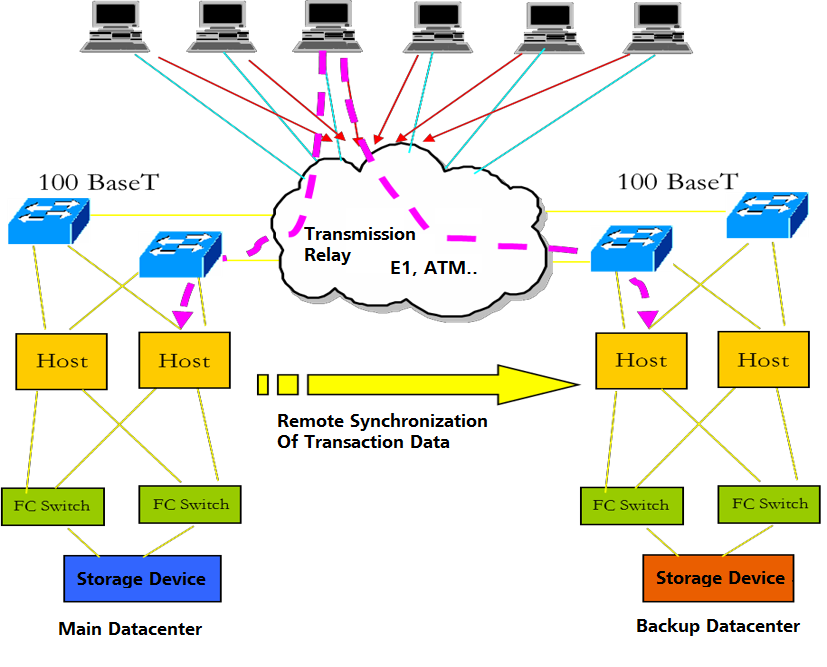 100 BaseT
100 BaseT
Transmission
Relay
E1, ATM..
Host
Host
Host
Host
Remote Synchronization
Of Transaction Data
FC Switch
FC Switch
FC Switch
FC Switch
Storage Device
Storage Device
Main Datacenter
Backup Datacenter